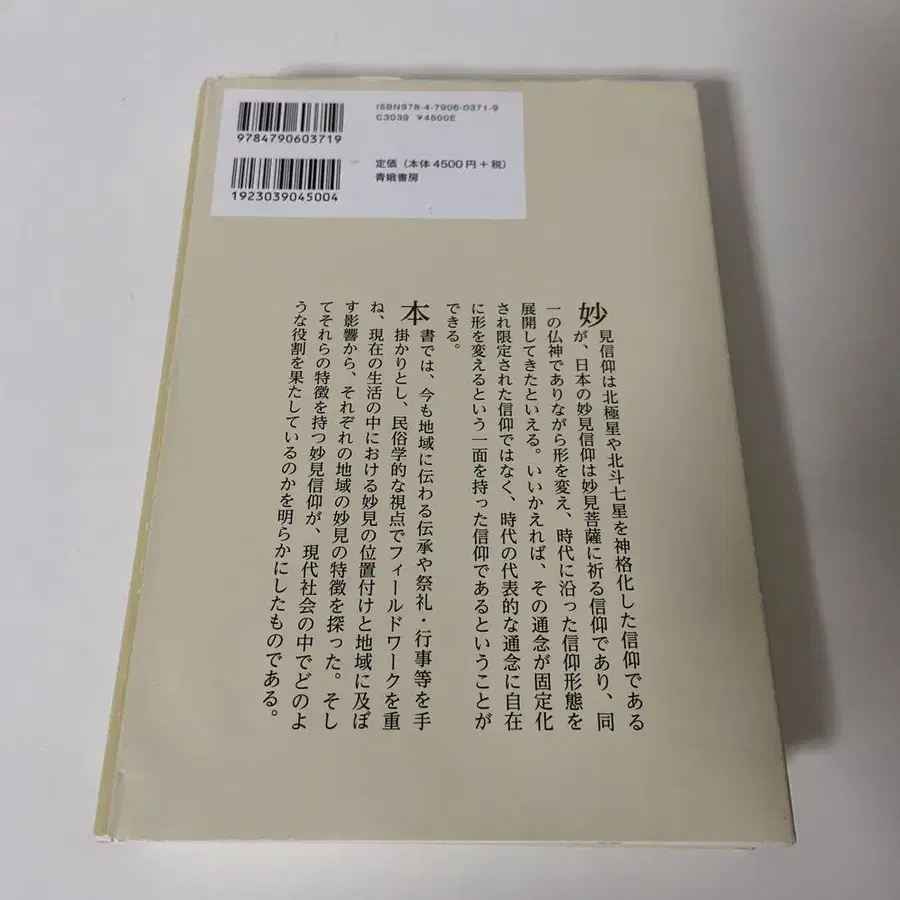 ISBN978-4-7906-0371-9
C3039 ¥4500E
9784790603719
定価（本体4500円＋税）
青娥書房
1923039045004
妙見信仰は北極星や北斗七星を神格化した信仰である
が、日本の妙見信仰は妙見菩薩に祈る信仰であり、同
一の仏神でありながら形を変え、時代に沿った信仰形態を
展開してきたといえる。いいかえれば、その通念が固定化
され限定された信仰ではなく、時代の代表的な通念に自在
に形を変えるという一面を持った信仰であるということが
できる。
本書では、今も地域に伝わる伝承や祭礼・行事等を手
掛かりとし、民俗学的な視点でフィールドワークを重
ね、現在の生活の中における妙見の位置付けと地域に及ぼ
す影響から、それぞれの地域の妙見の特徴を探った。そし
てそれらの特徴を持つ妙見信仰が、現代社会の中でどのよ
うな役割を果たしているのかを明らかにしたものである。